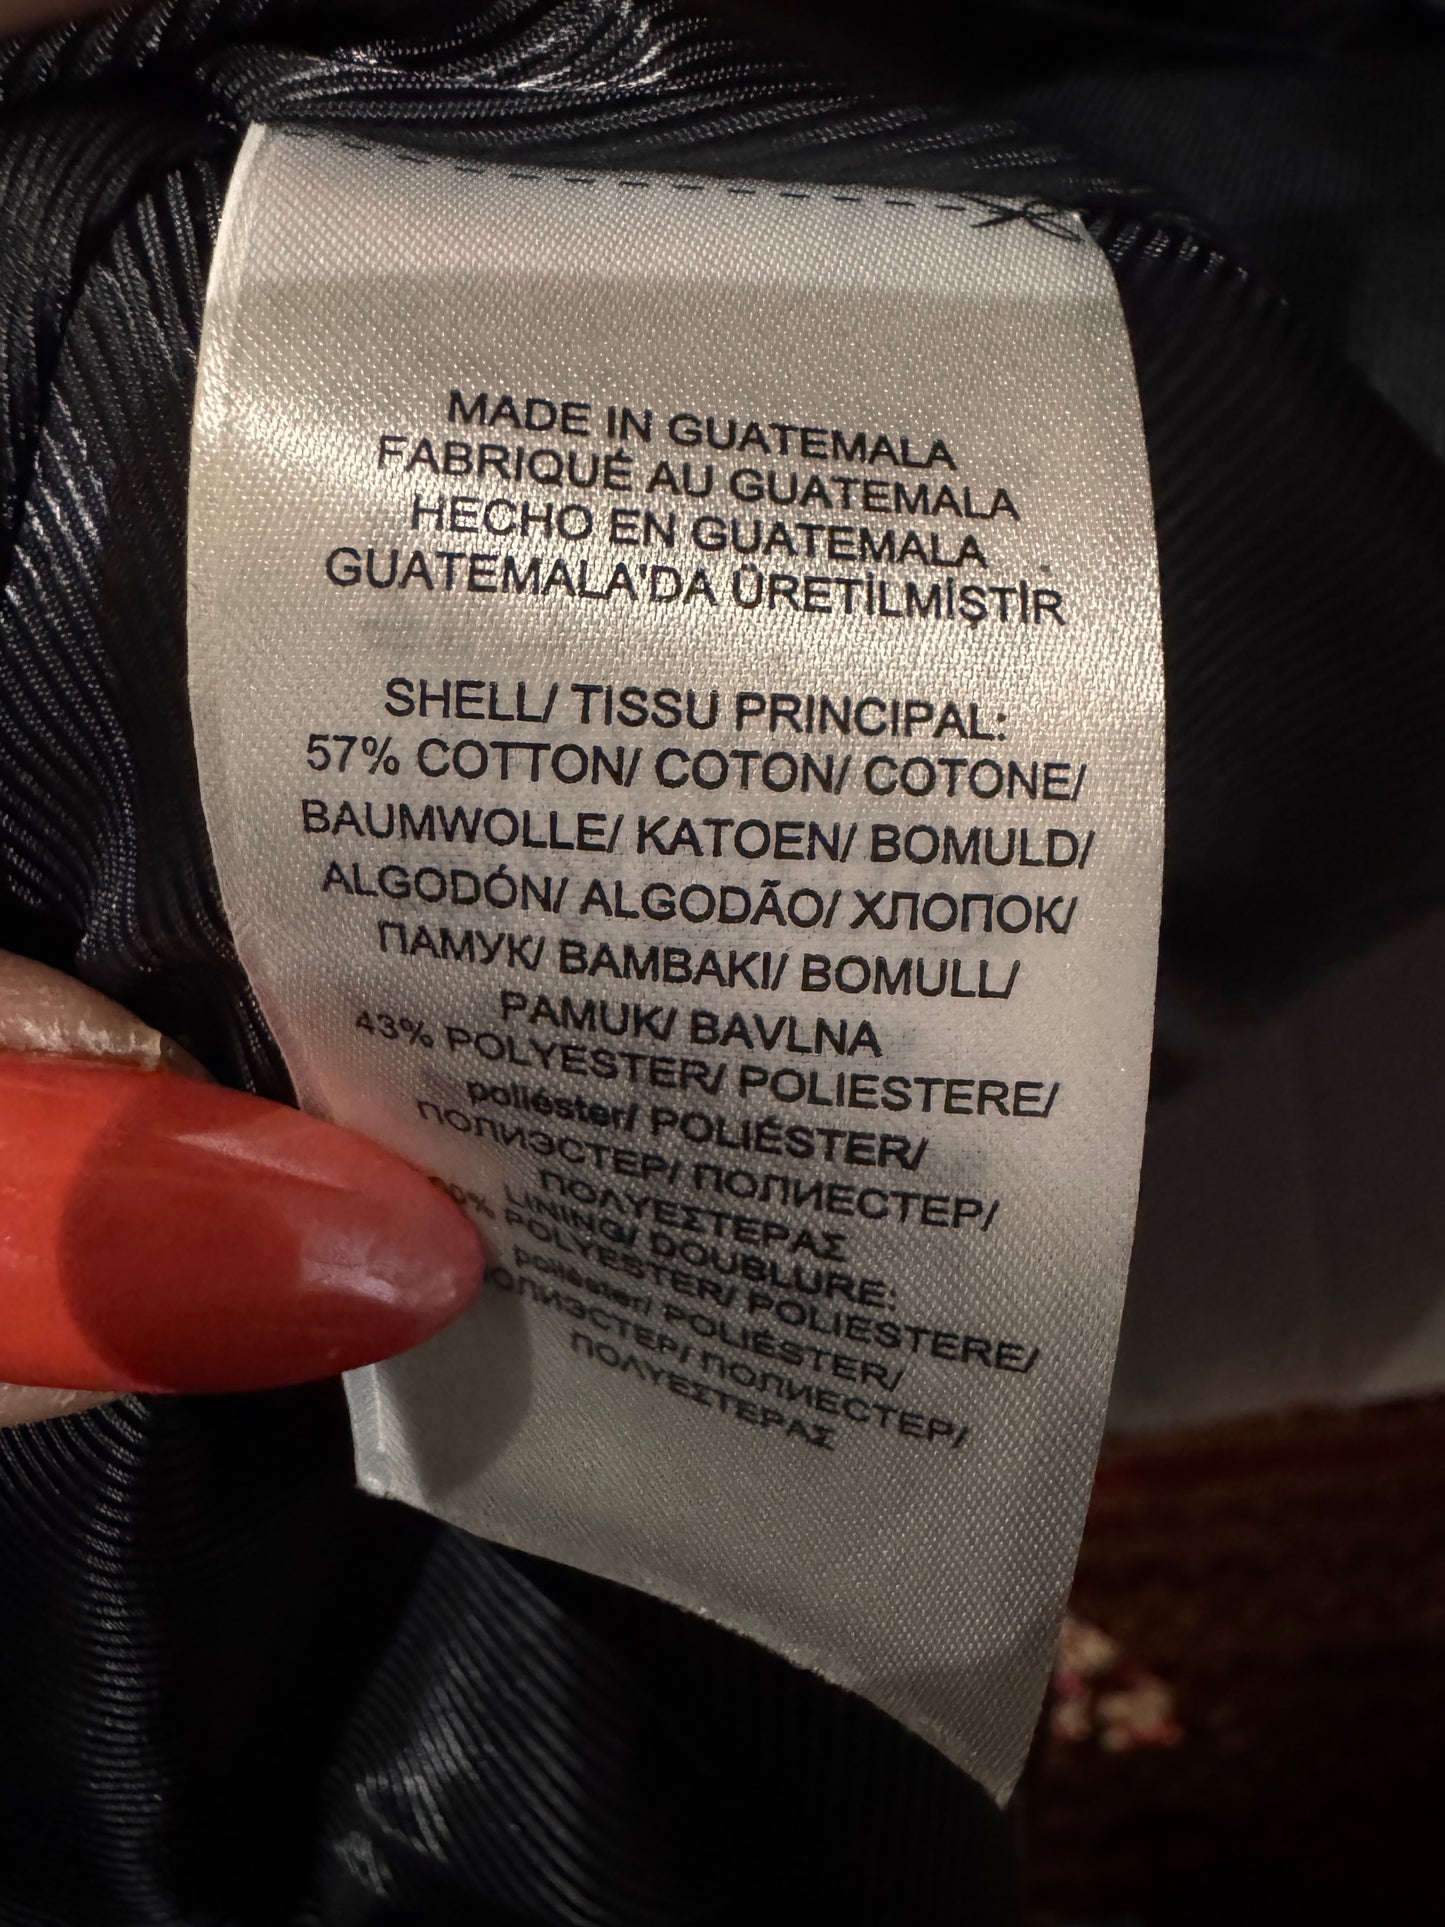 MADE IN GUATEMALA
FABRIQUÉ AU GUATEMALA
HECHO EN GUATEMALA
GUATEMALA'DA ÜRETİLMİŞTİR
SHELL/ TISSU PRINCIPAL:
57% COTTON/ COTON/ COTONE/
BAUMWOLLE/ KATOEN/ BOMULD/
ALGODÓN/ ALGODÃO/ ХЛОПОК/
ПАМУК/ BAMBAKI/ BOMULL/
PAMUK/ BAVLNA
43% POLYESTER/ POLIESTERE/
poliéster/ POLIÉSTER/
ПОЛИЭСТЕР/ ПОЛИЕСТЕР/
ΠΟΛΥΕΣΤΕΡΑΣ
LINING/ DOUBLURE:
POLYESTER/ POLIESTERE/
poliéster/ POLIÉSTER/
ПОЛИЭСТЕР/ ПОЛИЕСТЕР/
ΠΟΛΥΕΣΤΕΡΑΣ